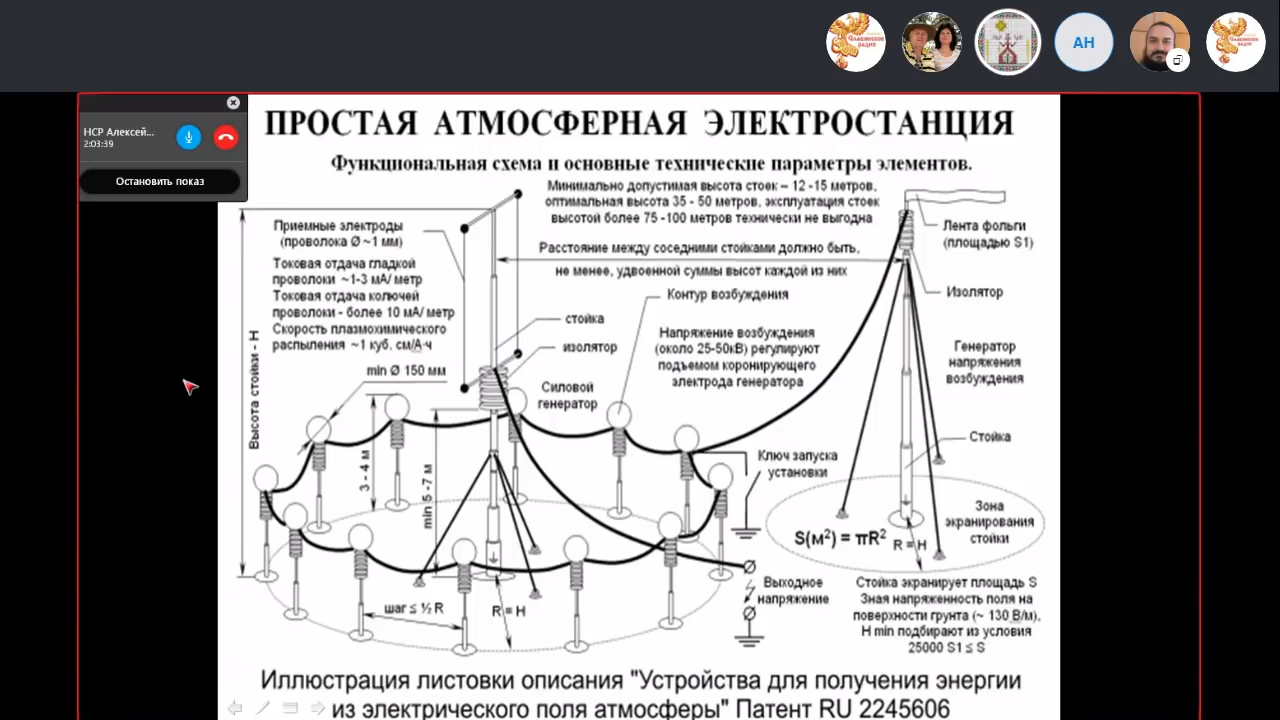 АН
НСР Алексей...
2:03:39
Остановить показ
ПРОСТАЯ АТМОСФЕРНАЯ ЭЛЕКТРОСТАНЦИЯ
Функциональная схема и основные технические параметры элементов.
Минимально допустимая высота стоек – 12 -15 метров,
оптимальная высота 35 - 50 метров, эксплуатация стоек
высотой более 75 -100 метров технически не выгодна
Приемные электроды
(проволока Ø ~1 мм)
Токовая отдача гладкой
проволоки ~1-3 мА/ метр
Токовая отдача колючей
проволоки - более 10 мА/ метр
Скорость плазмохимического
распыления ~1 куб. см/А·ч
min Ø 150 мм
Высота стойки - Н
Расстояние между соседними стойками должно быть,
не менее, удвоенной суммы высот каждой из них
Контур возбуждения
стойка
изолятор
Напряжение возбуждения
(около 25-50кВ) регулируют
подъемом коронирующего
электрода генератора
Силовой
генератор
Лента фольги
(площадью S1)
Изолятор
Генератор
напряжения
возбуждения
Стойка
Ключ запуска
установки
3 - 4 м
min 5 -7 м
Зона
экранирования
стойки
S(м²) = πR²
R = H
шаг ≤ ½ R
R = H
Выходное
напряжение
Стойка экранирует площадь S
Зная напряженность поля на
поверхности грунта (~ 130 В/м),
Н min подбирают из условия
25000 S1 ≤ S
Иллюстрация листовки описания "Устройства для получения энергии
из электрического поля атмосферы" Патент RU 2245606